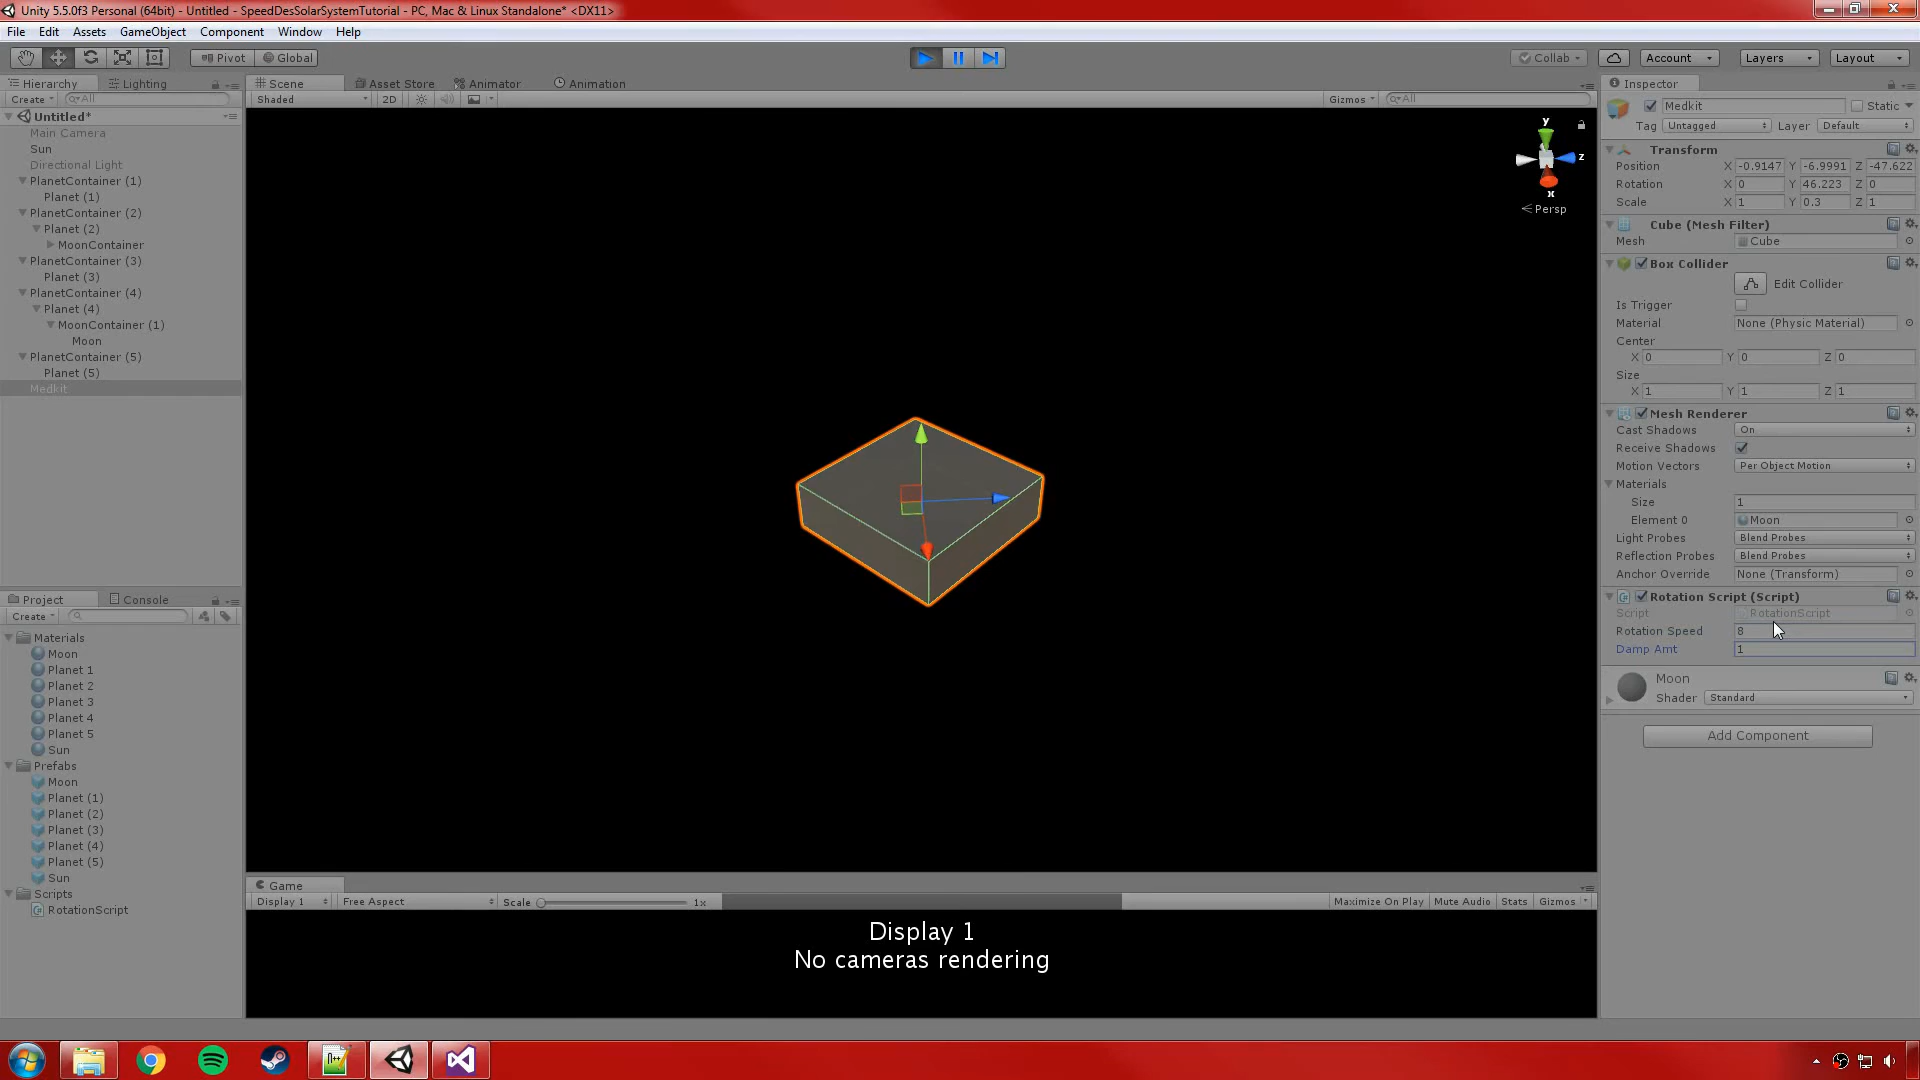 Unity 5.5.0f3 Personal (64bit) - Untitled - SpeedDesSolarSystemTutorial - PC, Mac & Linux Standalone* <DX11>
File Edit Assets GameObject Component Window Help
Pivot Global Collab Account Layers Layout
Hierarchy Lighting Scene Asset Store Animator Animation Inspector
Create All Shaded 2D Gizmos All
Medkit Static
Tag Untagged Layer Default
Untitled*
Main Camera
Sun
Directional Light
PlanetContainer (1)
Planet (1)
PlanetContainer (2)
Planet (2)
MoonContainer
PlanetContainer (3)
Planet (3)
PlanetContainer (4)
Planet (4)
MoonContainer (1)
Moon
PlanetContainer (5)
Planet (5)
Medkit
y
z
x
Persp
Transform
Position X -0.9147 Y -6.9991 Z -47.622
Rotation X 0 Y 46.223 Z 0
Scale X 1 Y 0.3 Z 1
Cube (Mesh Filter)
Mesh Cube
Box Collider
Edit Collider
Is Trigger
Material None (Physic Material)
Center
X 0 Y 0 Z 0
Size
X 1 Y 1 Z 1
Mesh Renderer
Cast Shadows On
Receive Shadows
Motion Vectors Per Object Motion
Materials
Size 1
Element 0 Moon
Light Probes Blend Probes
Reflection Probes Blend Probes
Anchor Override None (Transform)
Rotation Script (Script)
Script RotationScript
Rotation Speed 8
Damp Amt 1
Moon
Shader Standard
Add Component
Project Console
Create
Materials
Moon
Planet 1
Planet 2
Planet 3
Planet 4
Planet 5
Sun
Prefabs
Moon
Planet (1)
Planet (2)
Planet (3)
Planet (4)
Planet (5)
Sun
Scripts
RotationScript
Game
Display 1 Free Aspect Scale 1x Maximize On Play Mute Audio Stats Gizmos
Display 1
No cameras rendering